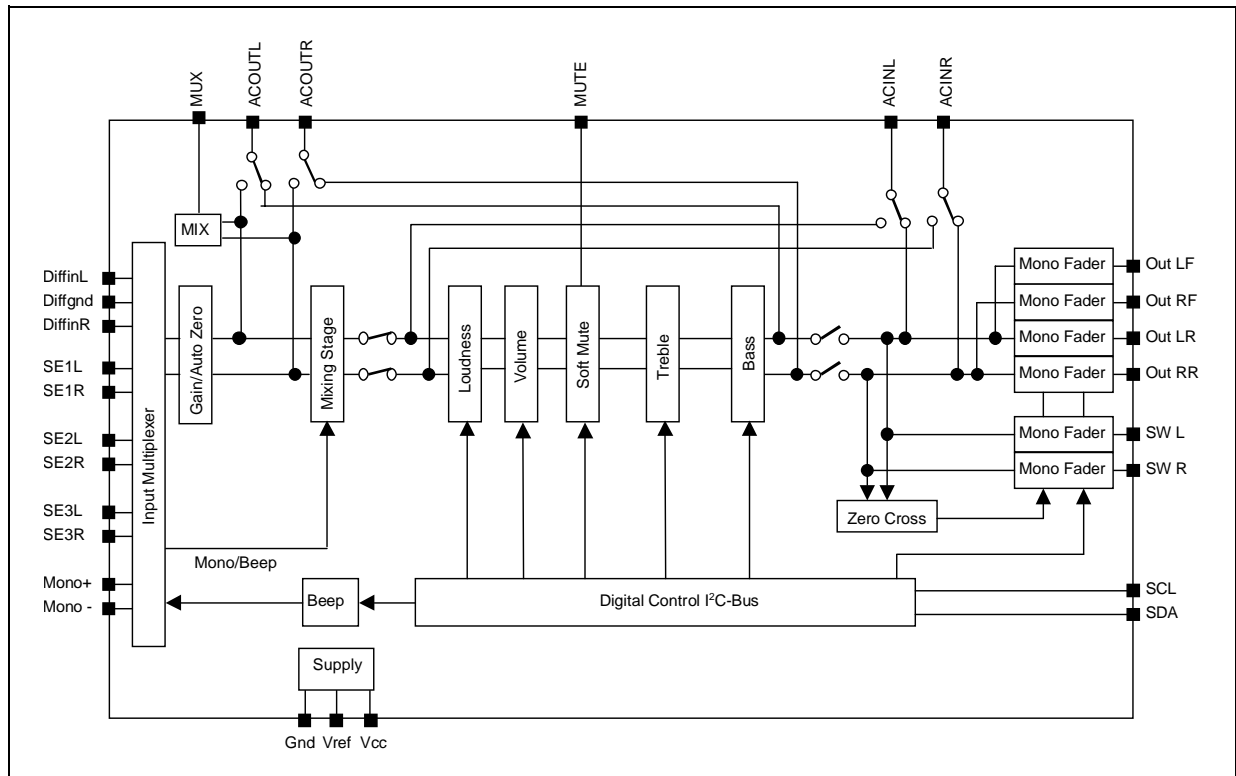 MUX
ACOUTL
ACOUTR
MUTE
ACINL
ACINR
MIX
DiffinL
Diffgnd
DiffinR
SE1L
SE1R
SE2L
SE2R
SE3L
SE3R
Mono+
Mono -
Input Multiplexer
Gain/Auto Zero
Mixing Stage
Loudness
Volume
Soft Mute
Treble
Bass
Mono Fader
Out LF
Mono Fader
Out RF
Mono Fader
Out LR
Mono Fader
Out RR
Mono Fader
SW L
Mono Fader
SW R
Zero Cross
Mono/Beep
Beep
Digital Control I²C-Bus
SCL
SDA
Supply
Gnd Vref Vcc